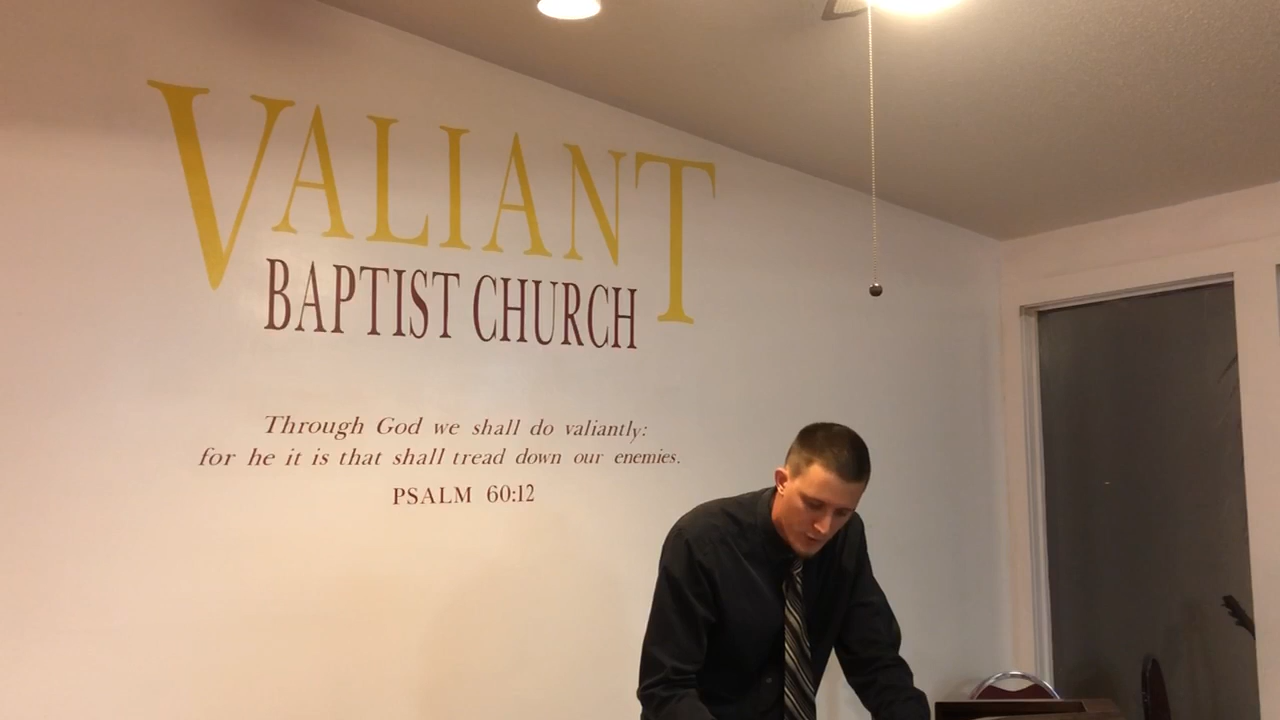 VALIANT
BAPTIST CHURCH
Through God we shall do valiantly:
for he it is that shall tread down our enemies.
PSALM 60:12